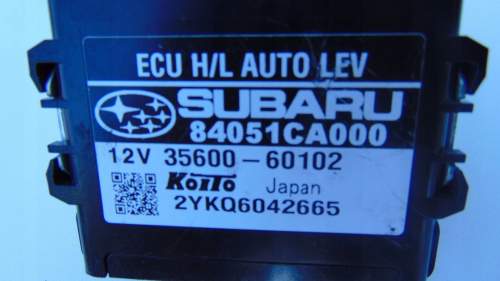 ECU H/L AUTO LEV
SUBARU
84051CA000
12V 35600-60102
KOITO Japan
2YKQ6042665